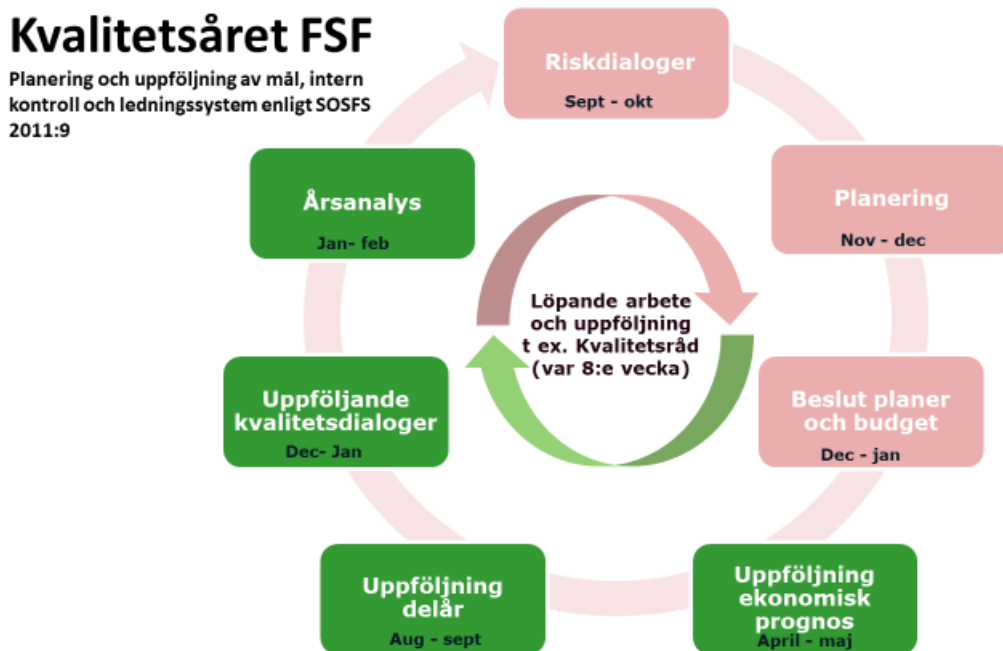 Kvalitetsåret FSF
Planering och uppföljning av mål, intern
kontroll och ledningssystem enligt SOSFS
2011:9
Riskdialoger
Sept - okt
Planering
Nov - dec
Beslut planer
och budget
Dec - jan
Uppföljning
ekonomisk
prognos
April - maj
Uppföljning
delår
Aug - sept
Uppföljande
kvalitetsdialoger
Dec- Jan
Årsanalys
Jan- feb
Löpande arbete
och uppföljning
t ex. Kvalitetsråd
(var 8:e vecka)